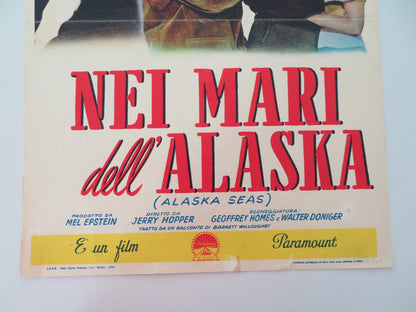 NEI MARI
dell'ALASKA
(ALASKA SEAS)
PRODOTTO DA
MEL EPSTEIN
DIRETTO DA
JERRY HOPPER
SCENEGGIATURA:
GEOFFREY HOMES e WALTER DONIGER
TRATTO DA UN RACCONTO DI BARRETT WILLOUGHBY
E' un film
Paramount